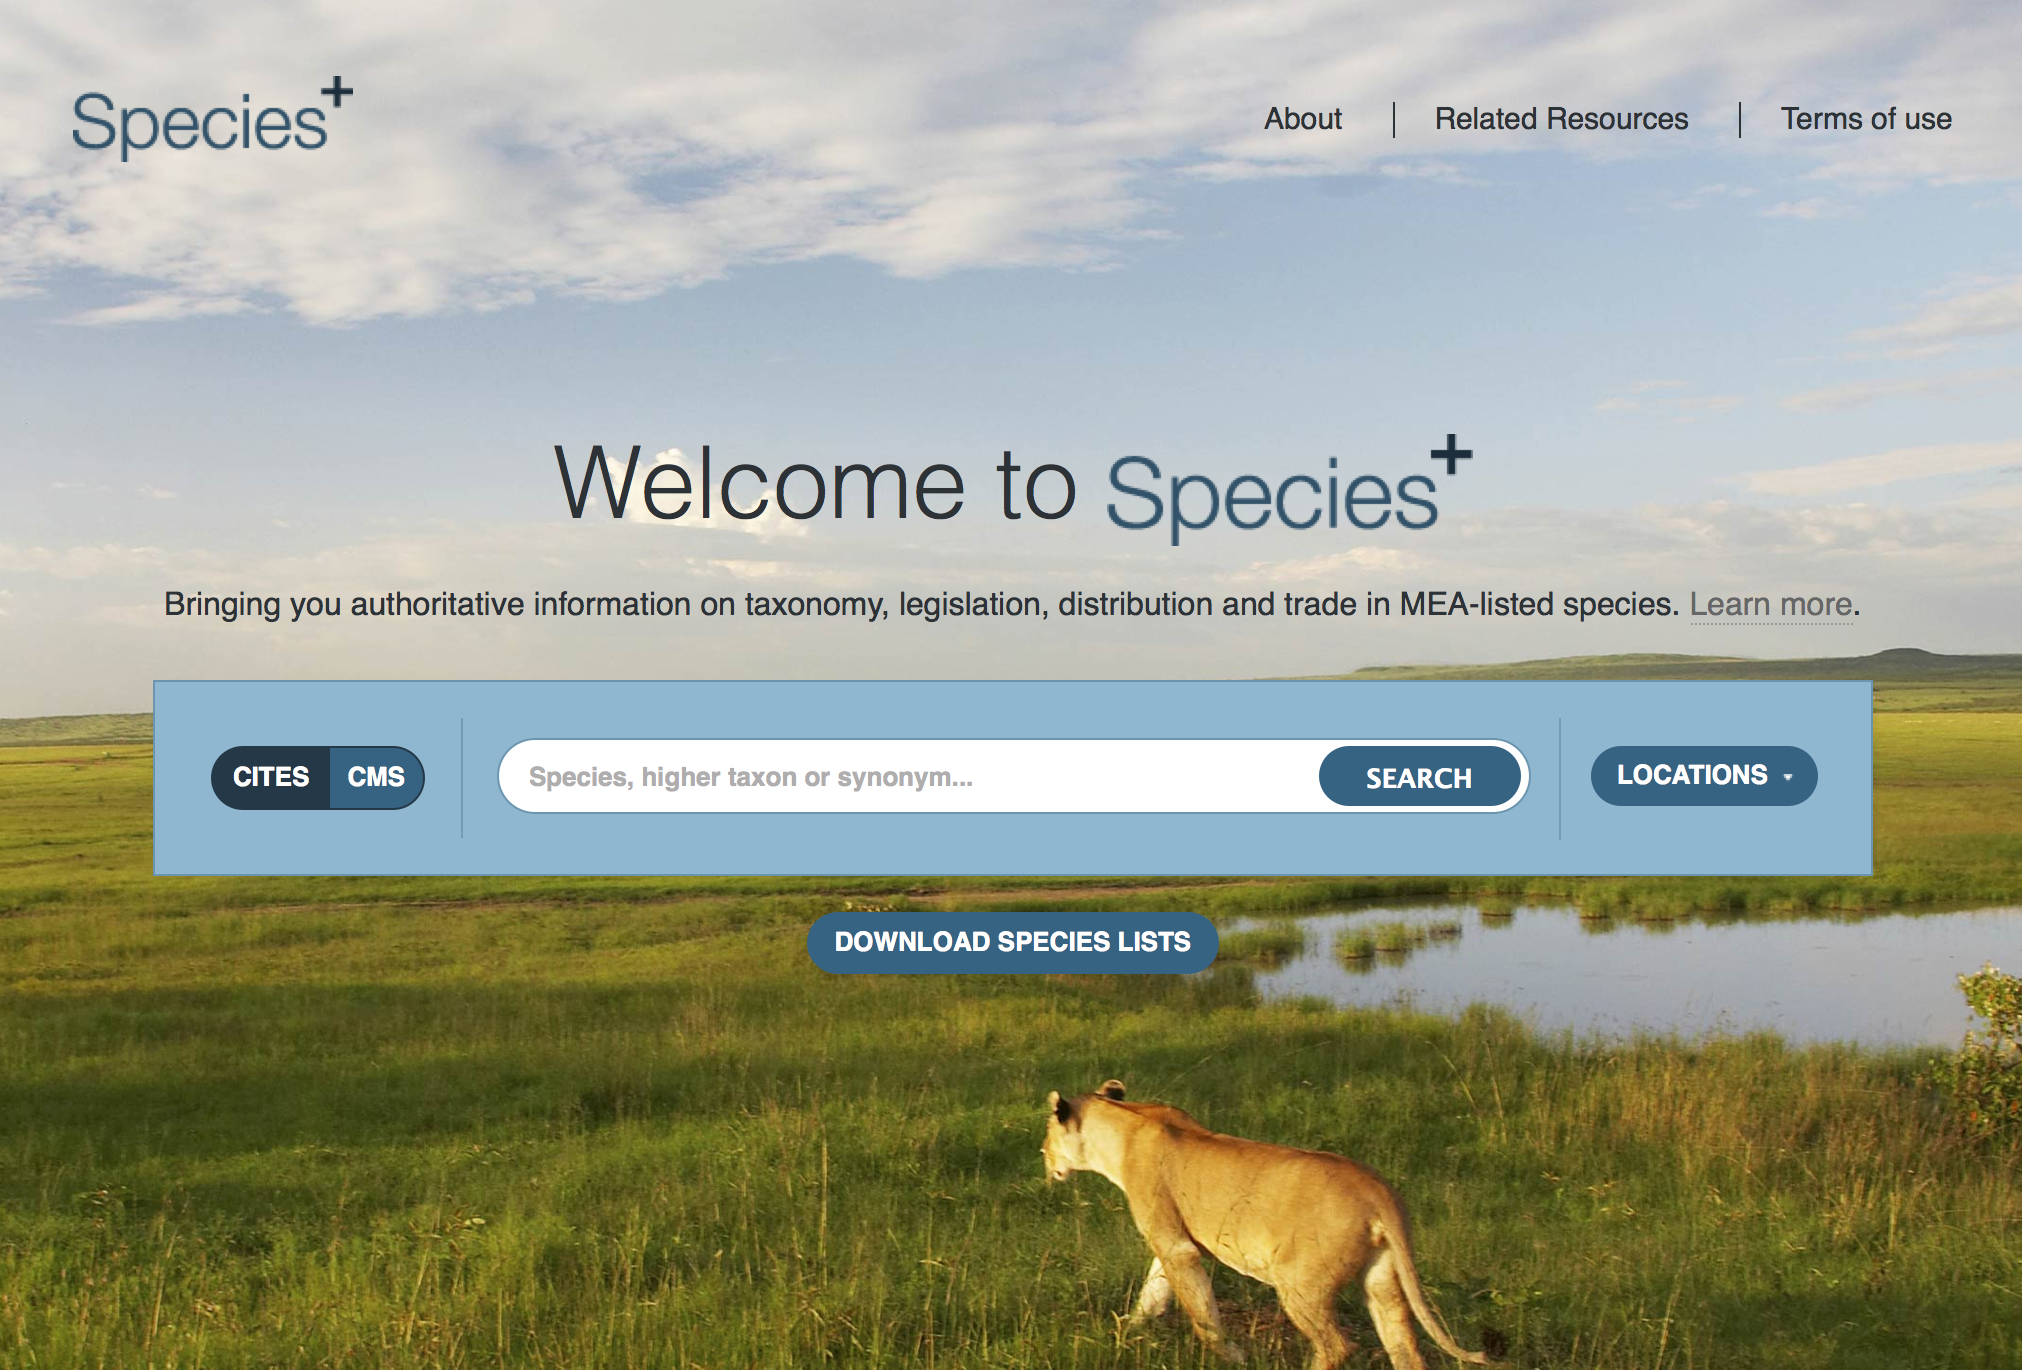 Species+
About
Related Resources
Terms of use
Welcome to Species+
Bringing you authoritative information on taxonomy, legislation, distribution and trade in MEA-listed species. Learn more.
CITES CMS
Species, higher taxon or synonym...
SEARCH
LOCATIONS
DOWNLOAD SPECIES LISTS